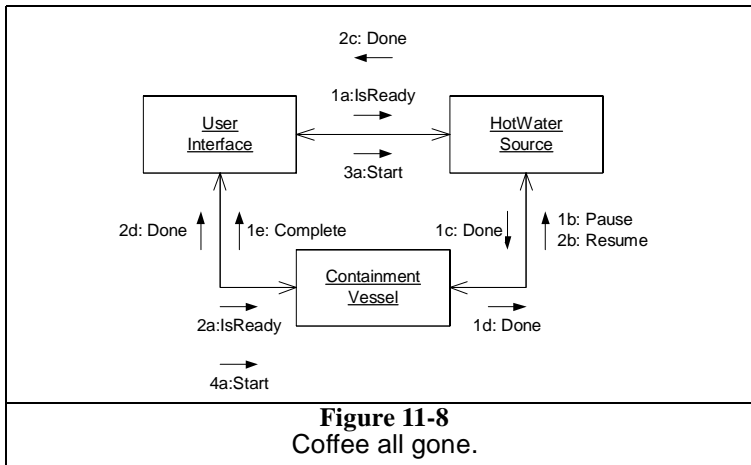 2c: Done
1a:IsReady
User
Interface
HotWater
Source
3a:Start
2d: Done
1e: Complete
1c: Done
1b: Pause
2b: Resume
Containment
Vessel
2a:IsReady
1d: Done
4a:Start
Figure 11-8
Coffee all gone.